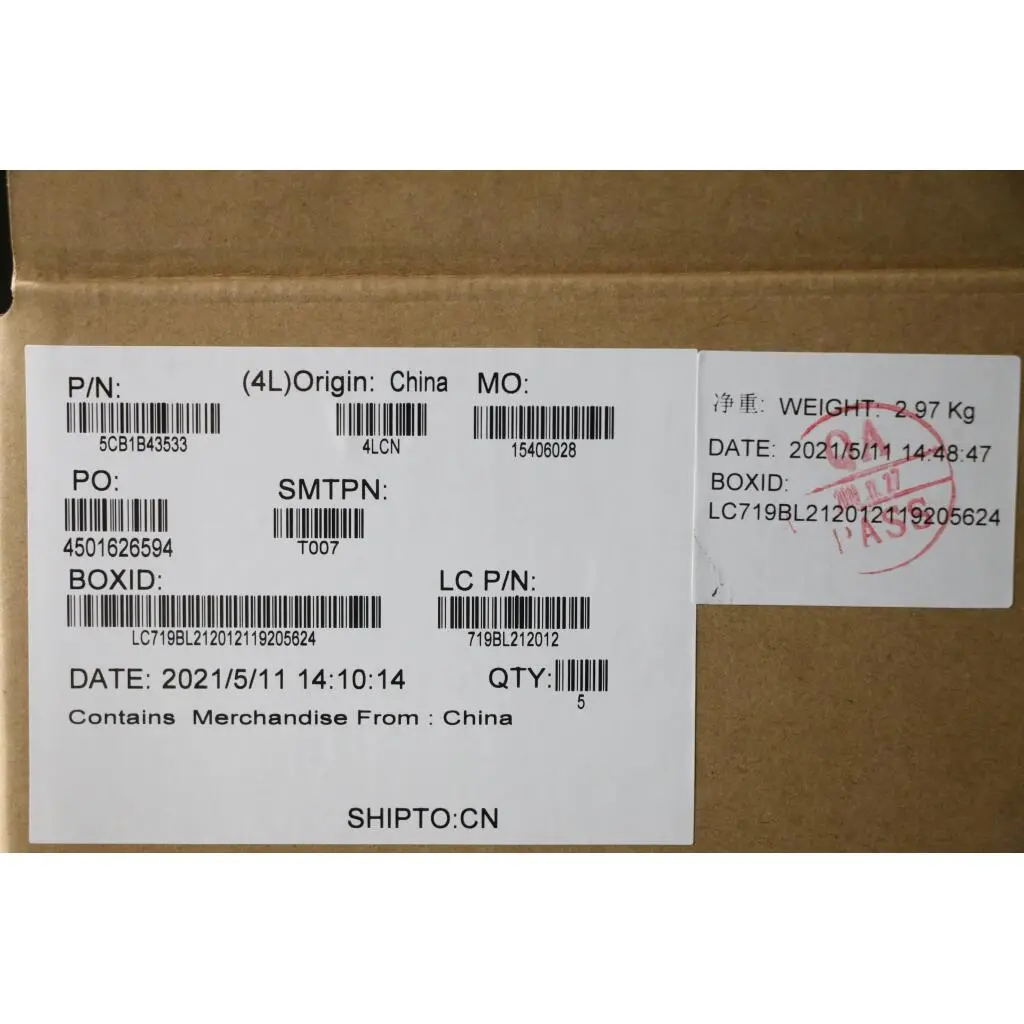 P/N: (4L)Origin: China MO:
5CB1B43533 4LCN 15406028
PO: SMTPN:
4501626594 T007
BOXID: LC P/N:
LC719BL212012119205624 719BL212012
DATE: 2021/5/11 14:10:14 QTY:
5
Contains Merchandise From : China
SHIPTO:CN
净重: WEIGHT: 2.97 Kg
DATE: 2021/5/11 14:48:47
BOXID:
LC719BL212012119205624
QA
PASS